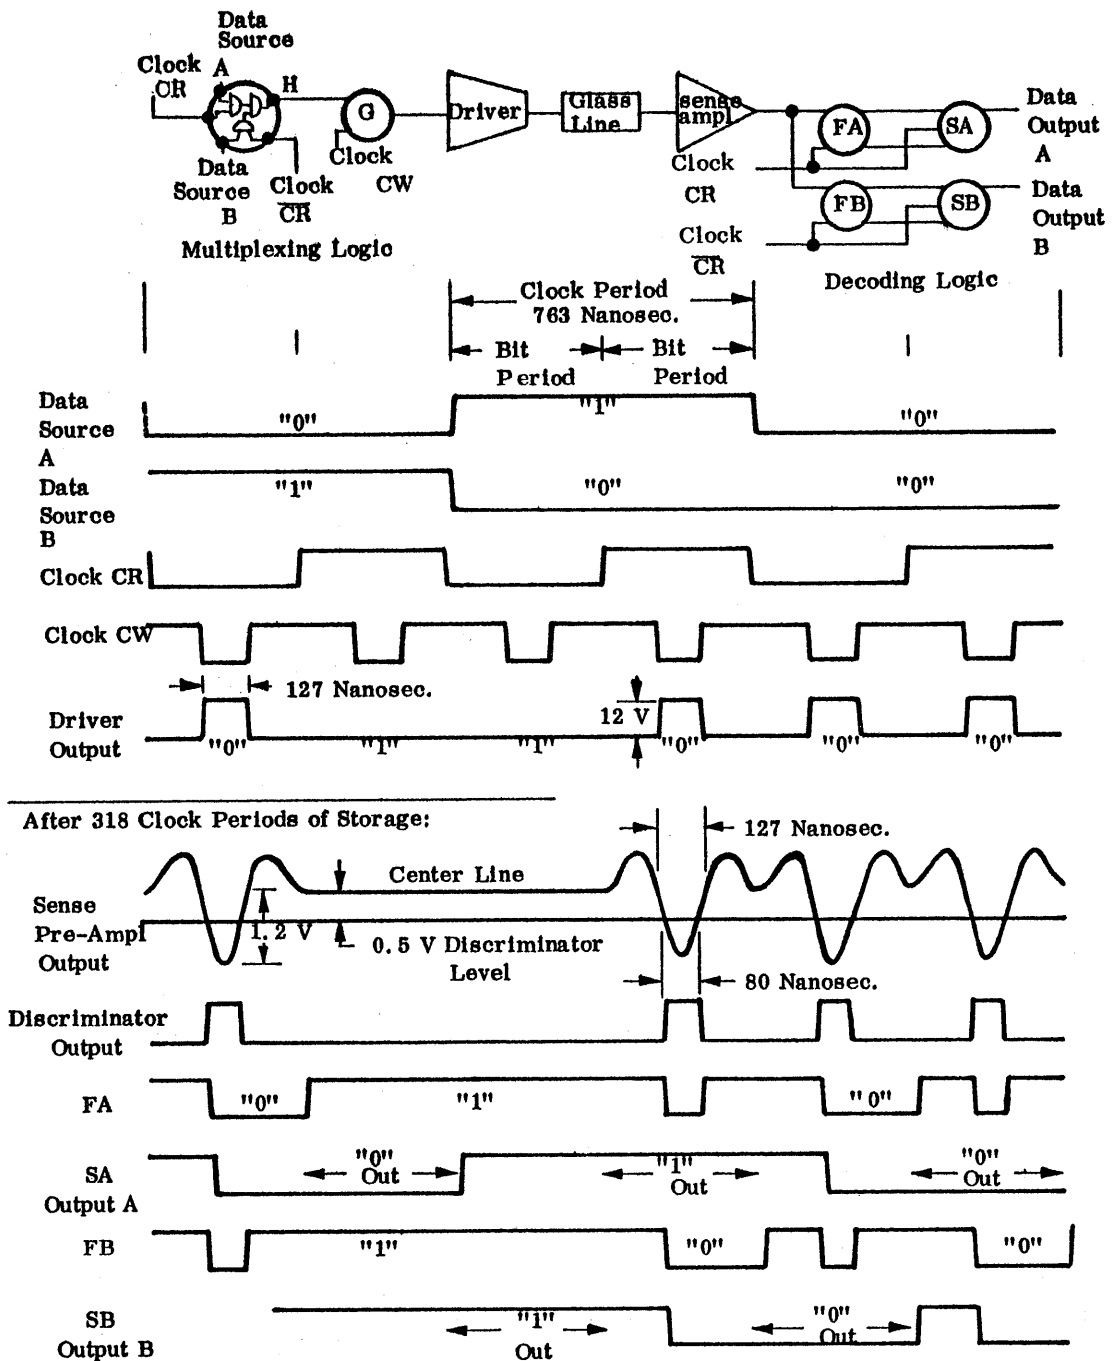 Data
Source
A
Clock
CR
H
G
Driver
Glass
Line
sense
ampl
FA
SA
Data
Output
A
Clock
CW
Clock
CR
Data
Source
B
Clock
CR
Multiplexing Logic
FB
SB
Data
Output
B
Clock
CR
Decoding Logic
Clock Period
763 Nanosec.
Bit
Period
Bit
Period
Data
Source
A
"0"
"1"
"0"
Data
Source
B
"1"
"0"
"0"
Clock CR
Clock CW
127 Nanosec.
Driver
Output
"0"
"1"
"1"
12 V
"0"
"0"
"0"
After 318 Clock Periods of Storage:
127 Nanosec.
Center Line
Sense
Pre-Ampl
Output
1.2 V
0.5 V Discriminator
Level
80 Nanosec.
Discriminator
Output
FA
"0"
"1"
"0"
SA
Output A
"0"
Out
"1"
Out
"0"
Out
FB
"1"
"0"
"0"
SB
Output B
"1"
Out
"0"
Out